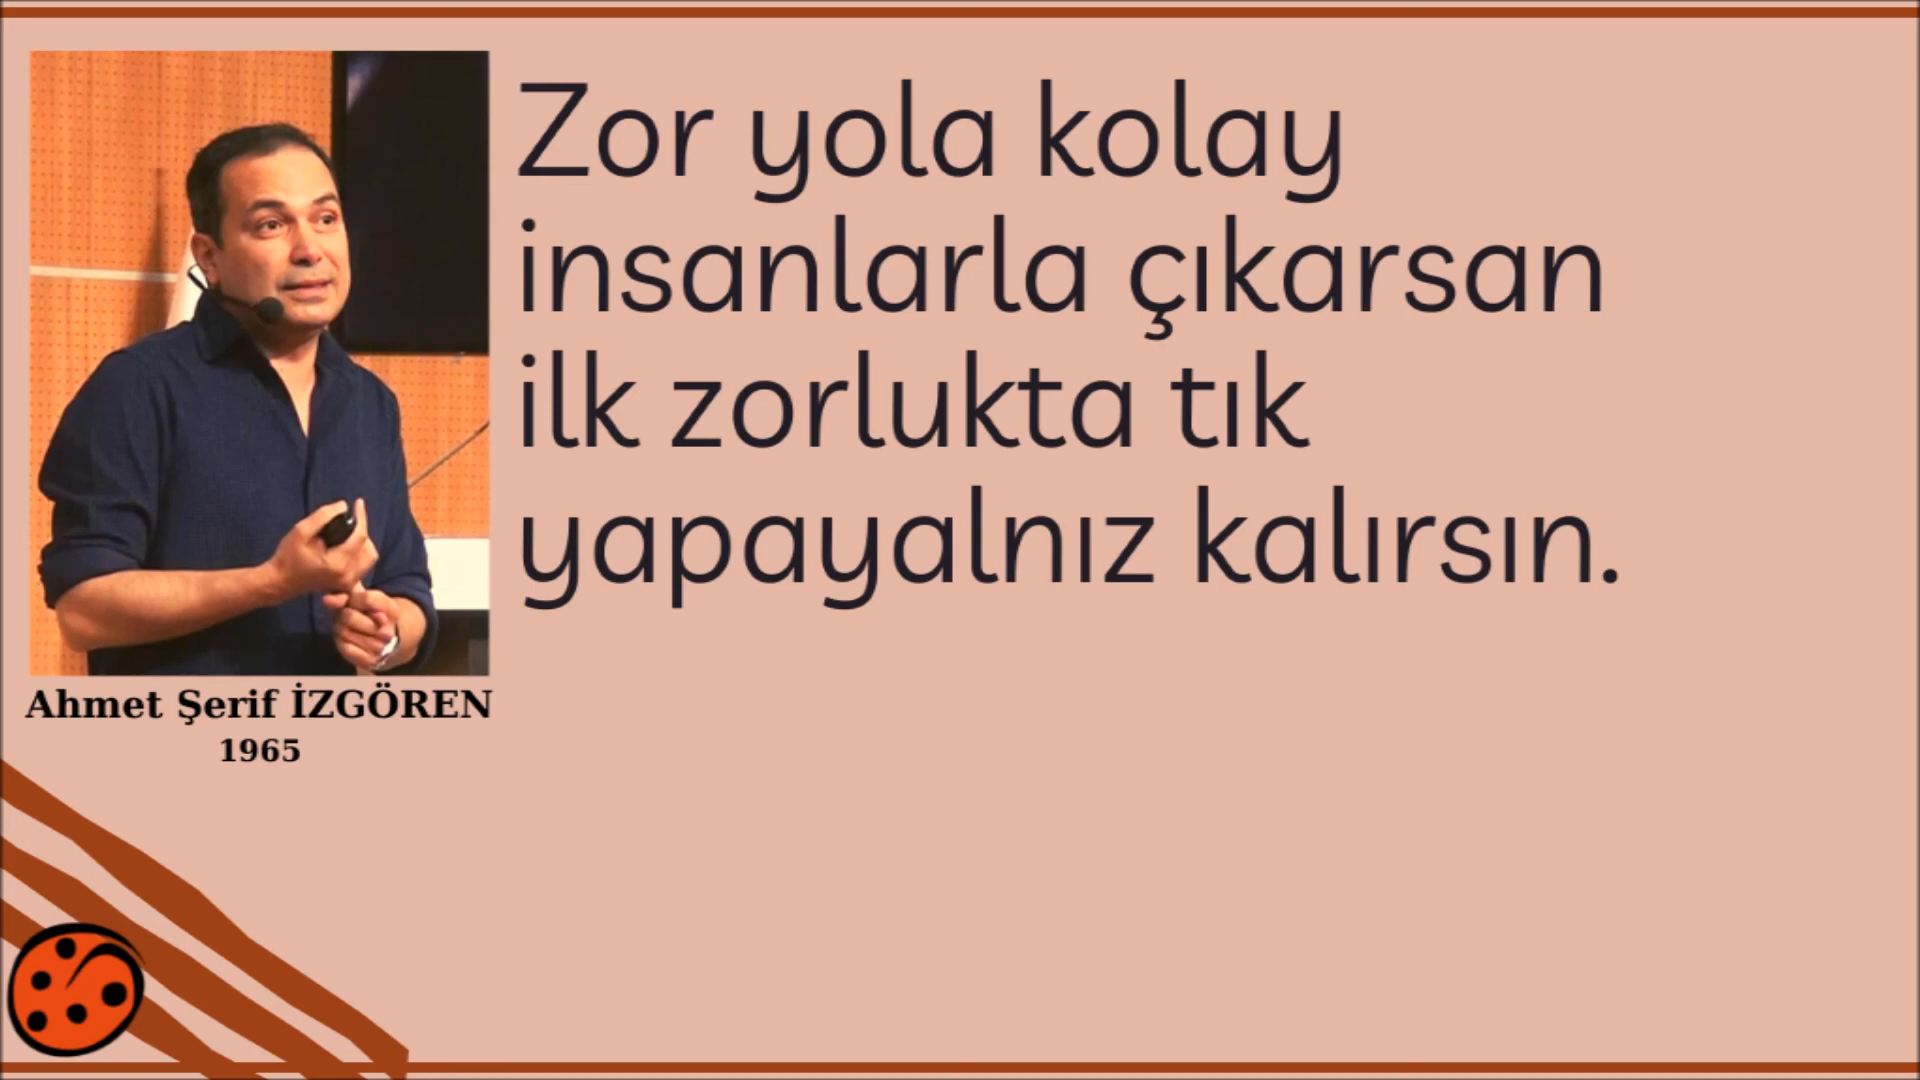 Zor yola kolay
insanlarla çıkarsan
ilk zorlukta tık
yapayalnız kalırsın.
Ahmet Şerif İZGÖREN
1965